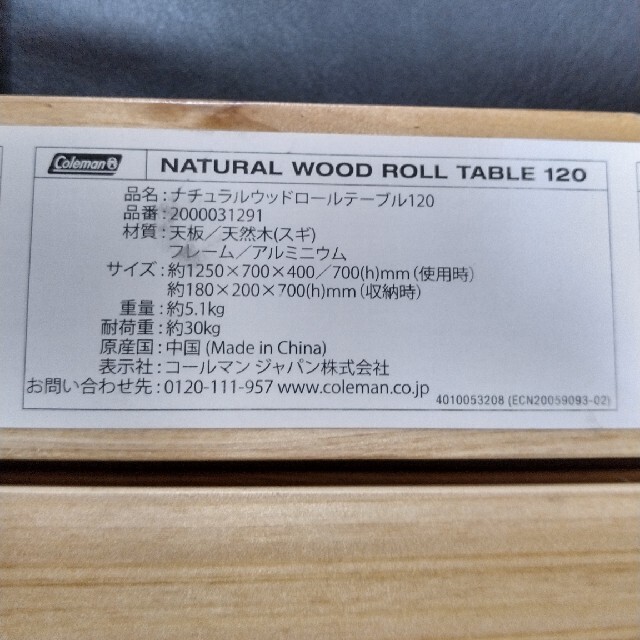 Coleman NATURAL WOOD ROLL TABLE 120
品名：ナチュラルウッドロールテーブル120
品番：2000031291
材質：天板／天然木(スギ)
フレーム／アルミニウム
サイズ：約1250×700×400／700(h)mm（使用時）
約180×200×700(h)mm（収納時）
重量：約5.1kg
耐荷重：約30kg
原産国：中国 (Made in China)
表示社：コールマン ジャパン株式会社
お問い合わせ先：0120-111-957 www.coleman.co.jp
4010053208 (ECN20059093-02)